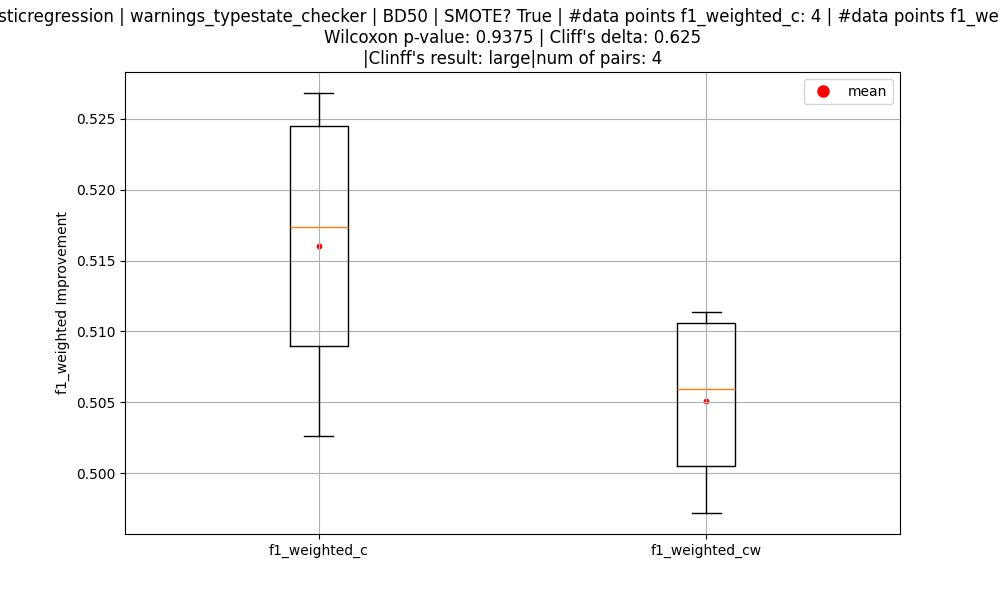 sticregression | warnings_typestate_checker | BD50 | SMOTE? True | #data points f1_weighted_c: 4 | #data points f1_we
Wilcoxon p-value: 0.9375 | Cliff's delta: 0.625
|Clinff's result: large|num of pairs: 4
mean
0.525
0.520
0.515
0.510
0.505
0.500
f1_weighted Improvement
f1_weighted_c
f1_weighted_cw